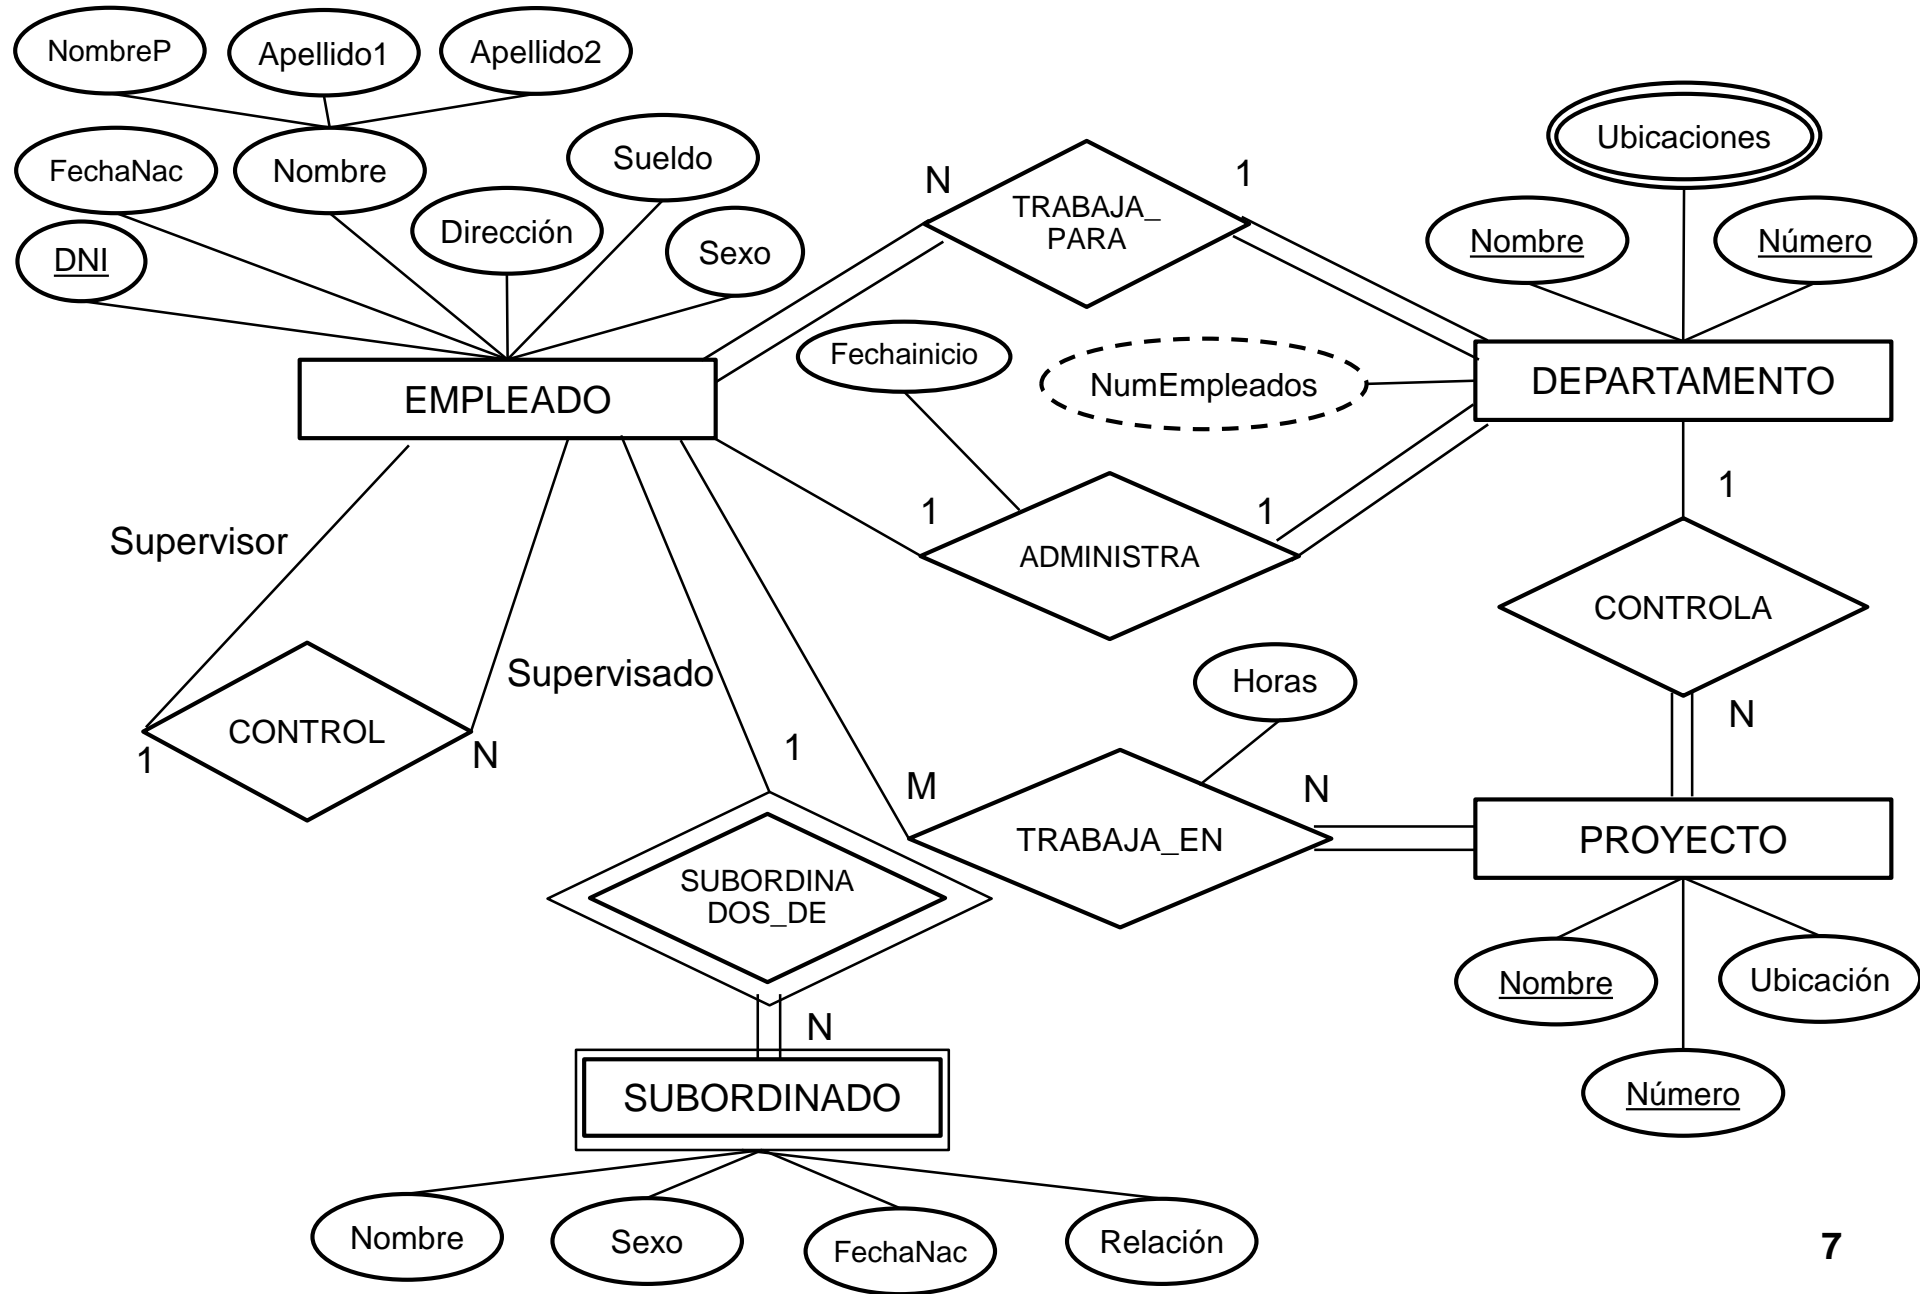 NombreP
Apellido1
Apellido2
FechaNac
Nombre
Sueldo
DNI
Dirección
Sexo
N
TRABAJA_
PARA
1
Ubicaciones
Nombre
Número
EMPLEADO
Fechainicio
NumEmpleados
DEPARTAMENTO
Supervisor
1
ADMINISTRA
1
1
CONTROLA
N
Supervisado
CONTROL
1
N
1
Horas
M
TRABAJA_EN
N
PROYECTO
SUBORDINA
DOS_DE
N
Nombre
Ubicación
Número
SUBORDINADO
Nombre
Sexo
FechaNac
Relación
7